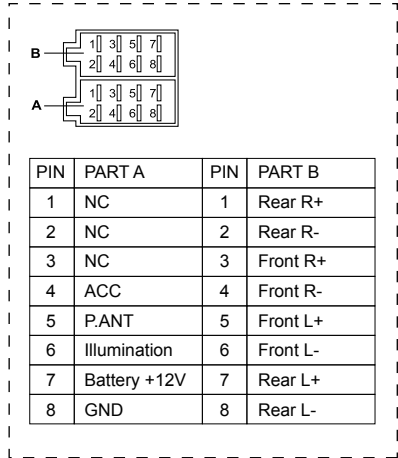 B
1 3 5 7
2 4 6 8
A
1 3 5 7
2 4 6 8
PIN PART A PIN PART B
1 NC 1 Rear R+
2 NC 2 Rear R-
3 NC 3 Front R+
4 ACC 4 Front R-
5 P.ANT 5 Front L+
6 Illumination 6 Front L-
7 Battery +12V 7 Rear L+
8 GND 8 Rear L-